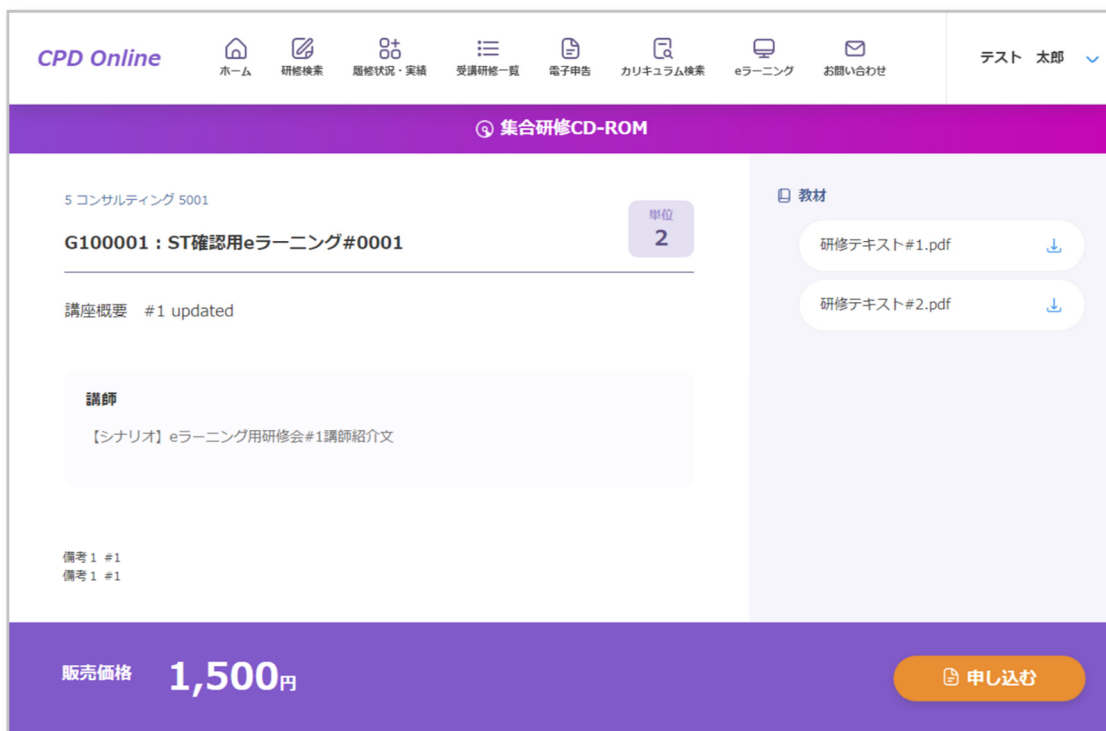 CPD Online
ホーム
研修検索
履修状況・実績
受講研修一覧
電子申告
カリキュラム検索
eラーニング
お問い合わせ
テスト 太郎
集合研修CD-ROM
5 コンサルティング 5001
G100001：ST確認用eラーニング#0001
単位
2
講座概要 #1 updated
講師
【シナリオ】eラーニング用研修会#1講師紹介文
備考１ #1
備考１ #1
教材
研修テキスト#1.pdf
研修テキスト#2.pdf
販売価格 1,500円
申し込む